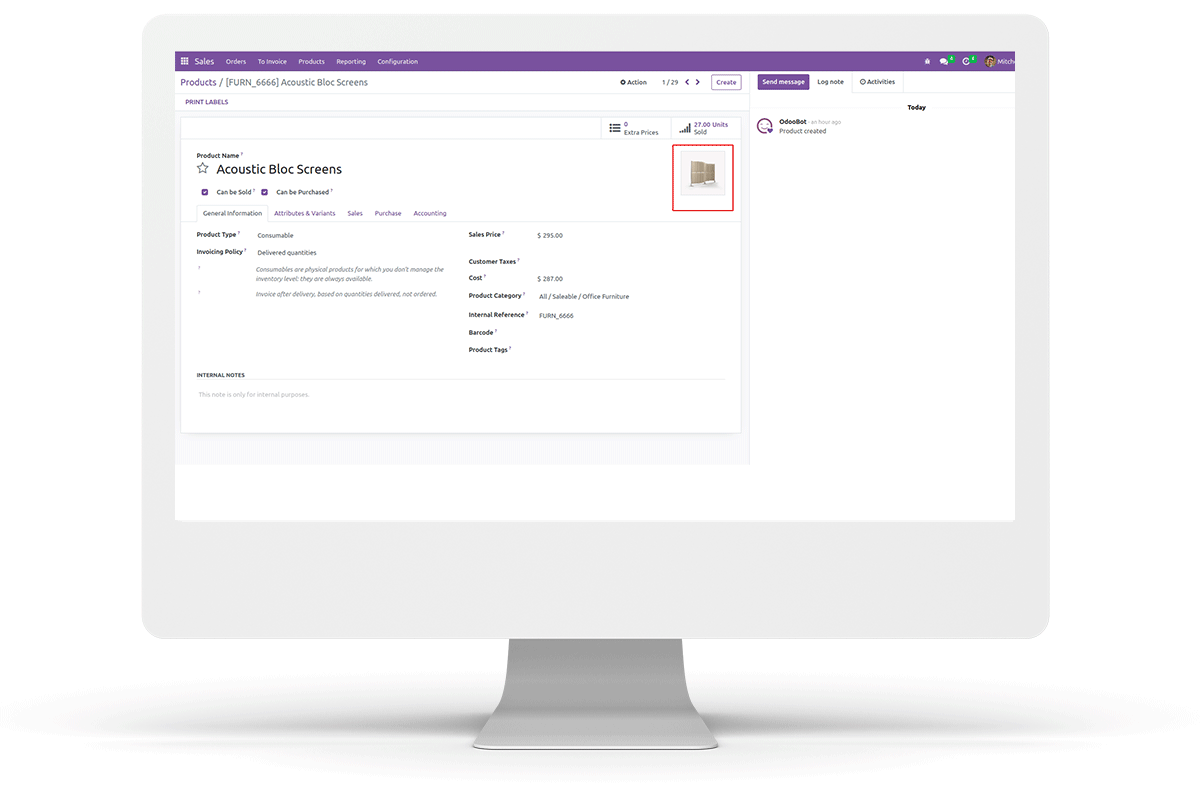 Sales Orders To Invoice Products Reporting Configuration
Mitch
Products / [FURN_6666] Acoustic Bloc Screens
Action 1 / 29 Create
Send message Log note Activities
PRINT LABELS
Today
0
Extra Prices
27.00 Units
Sold
OdooBot - an hour ago
Product created
Product Name ?
Acoustic Bloc Screens
Can be Sold ? Can be Purchased ?
General Information Attributes & Variants Sales Purchase Accounting
Product Type ? Consumable
Sales Price ? $ 295.00
Invoicing Policy ? Delivered quantities
? Consumables are physical products for which you don't manage the
inventory level: they are always available.
? Invoice after delivery, based on quantities delivered, not ordered.
Customer Taxes ?
Cost ? $ 287.00
Product Category ? All / Saleable / Office Furniture
Internal Reference ? FURN_6666
Barcode ?
Product Tags ?
INTERNAL NOTES
This note is only for internal purposes.